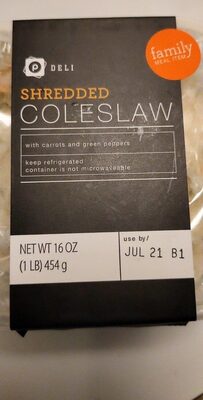 P DELI
family
MEAL ITEM
SHREDDED
COLESLAW
with carrots and green peppers
keep refrigerated
container is not microwaveable
NET WT 16 OZ
(1 LB) 454 g
use by/
JUL 21 B1